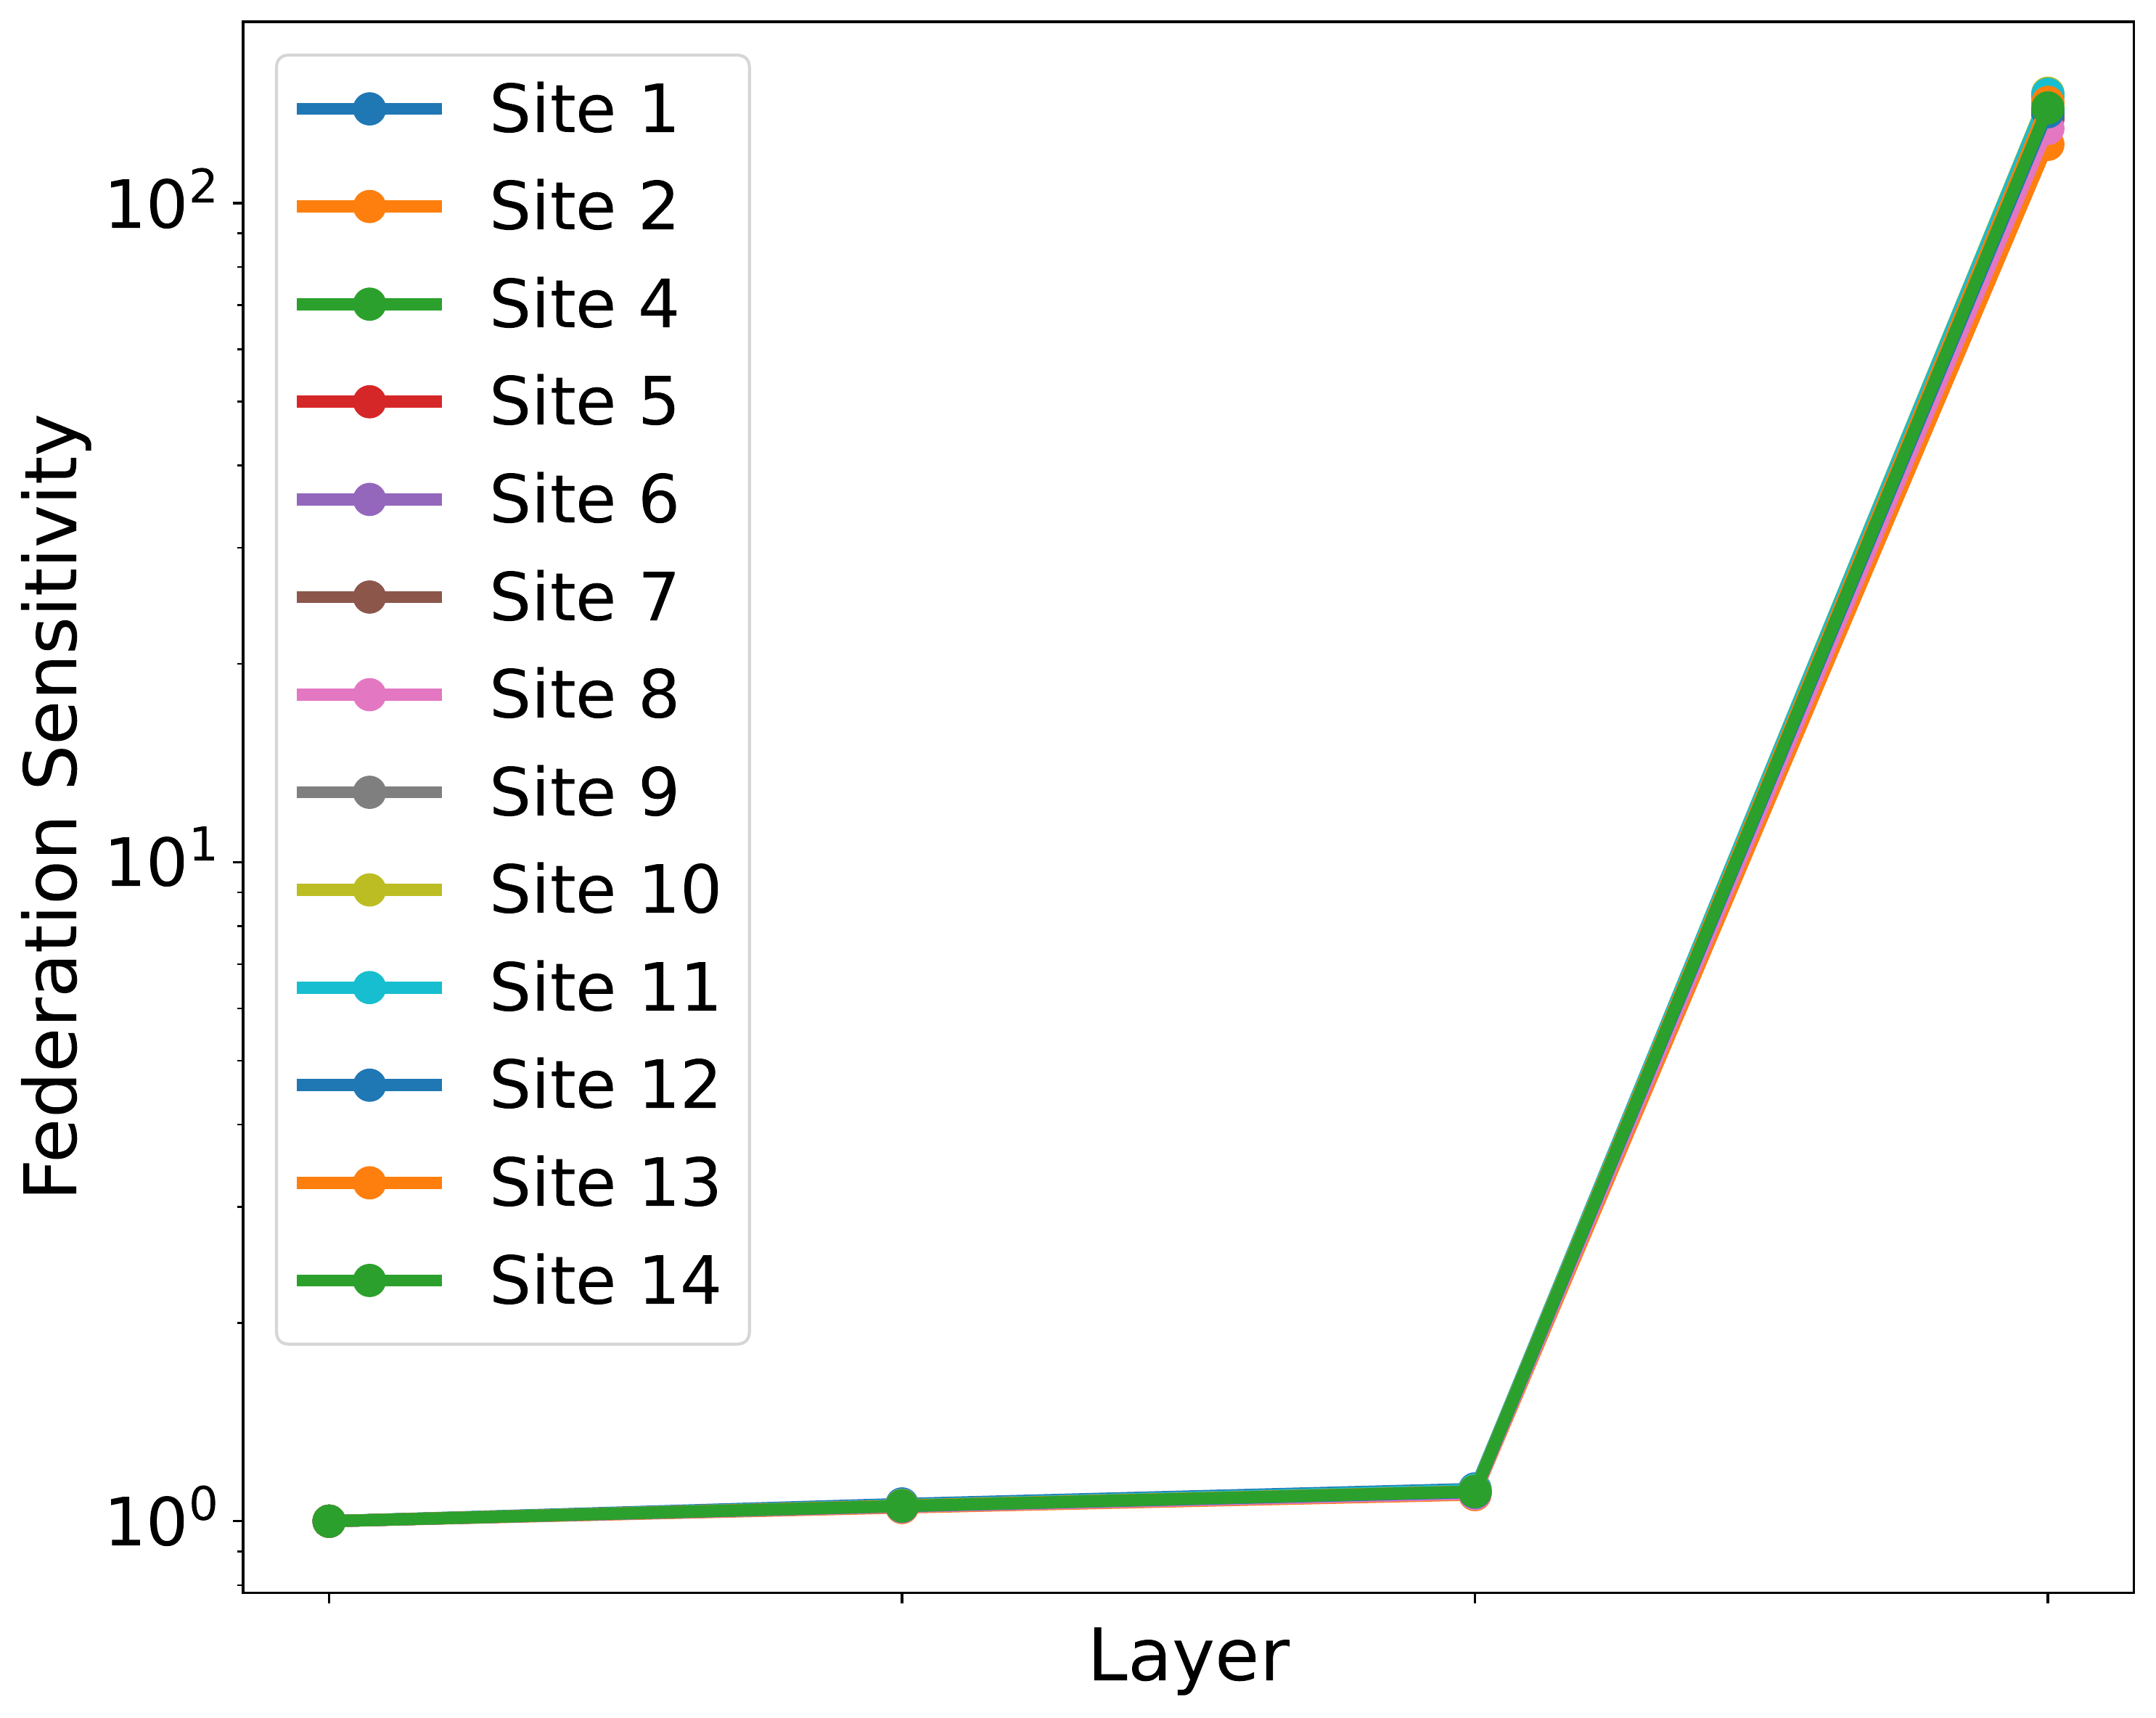 Federation Sensitivity
10²
10¹
10⁰
Site 1
Site 2
Site 4
Site 5
Site 6
Site 7
Site 8
Site 9
Site 10
Site 11
Site 12
Site 13
Site 14
Layer